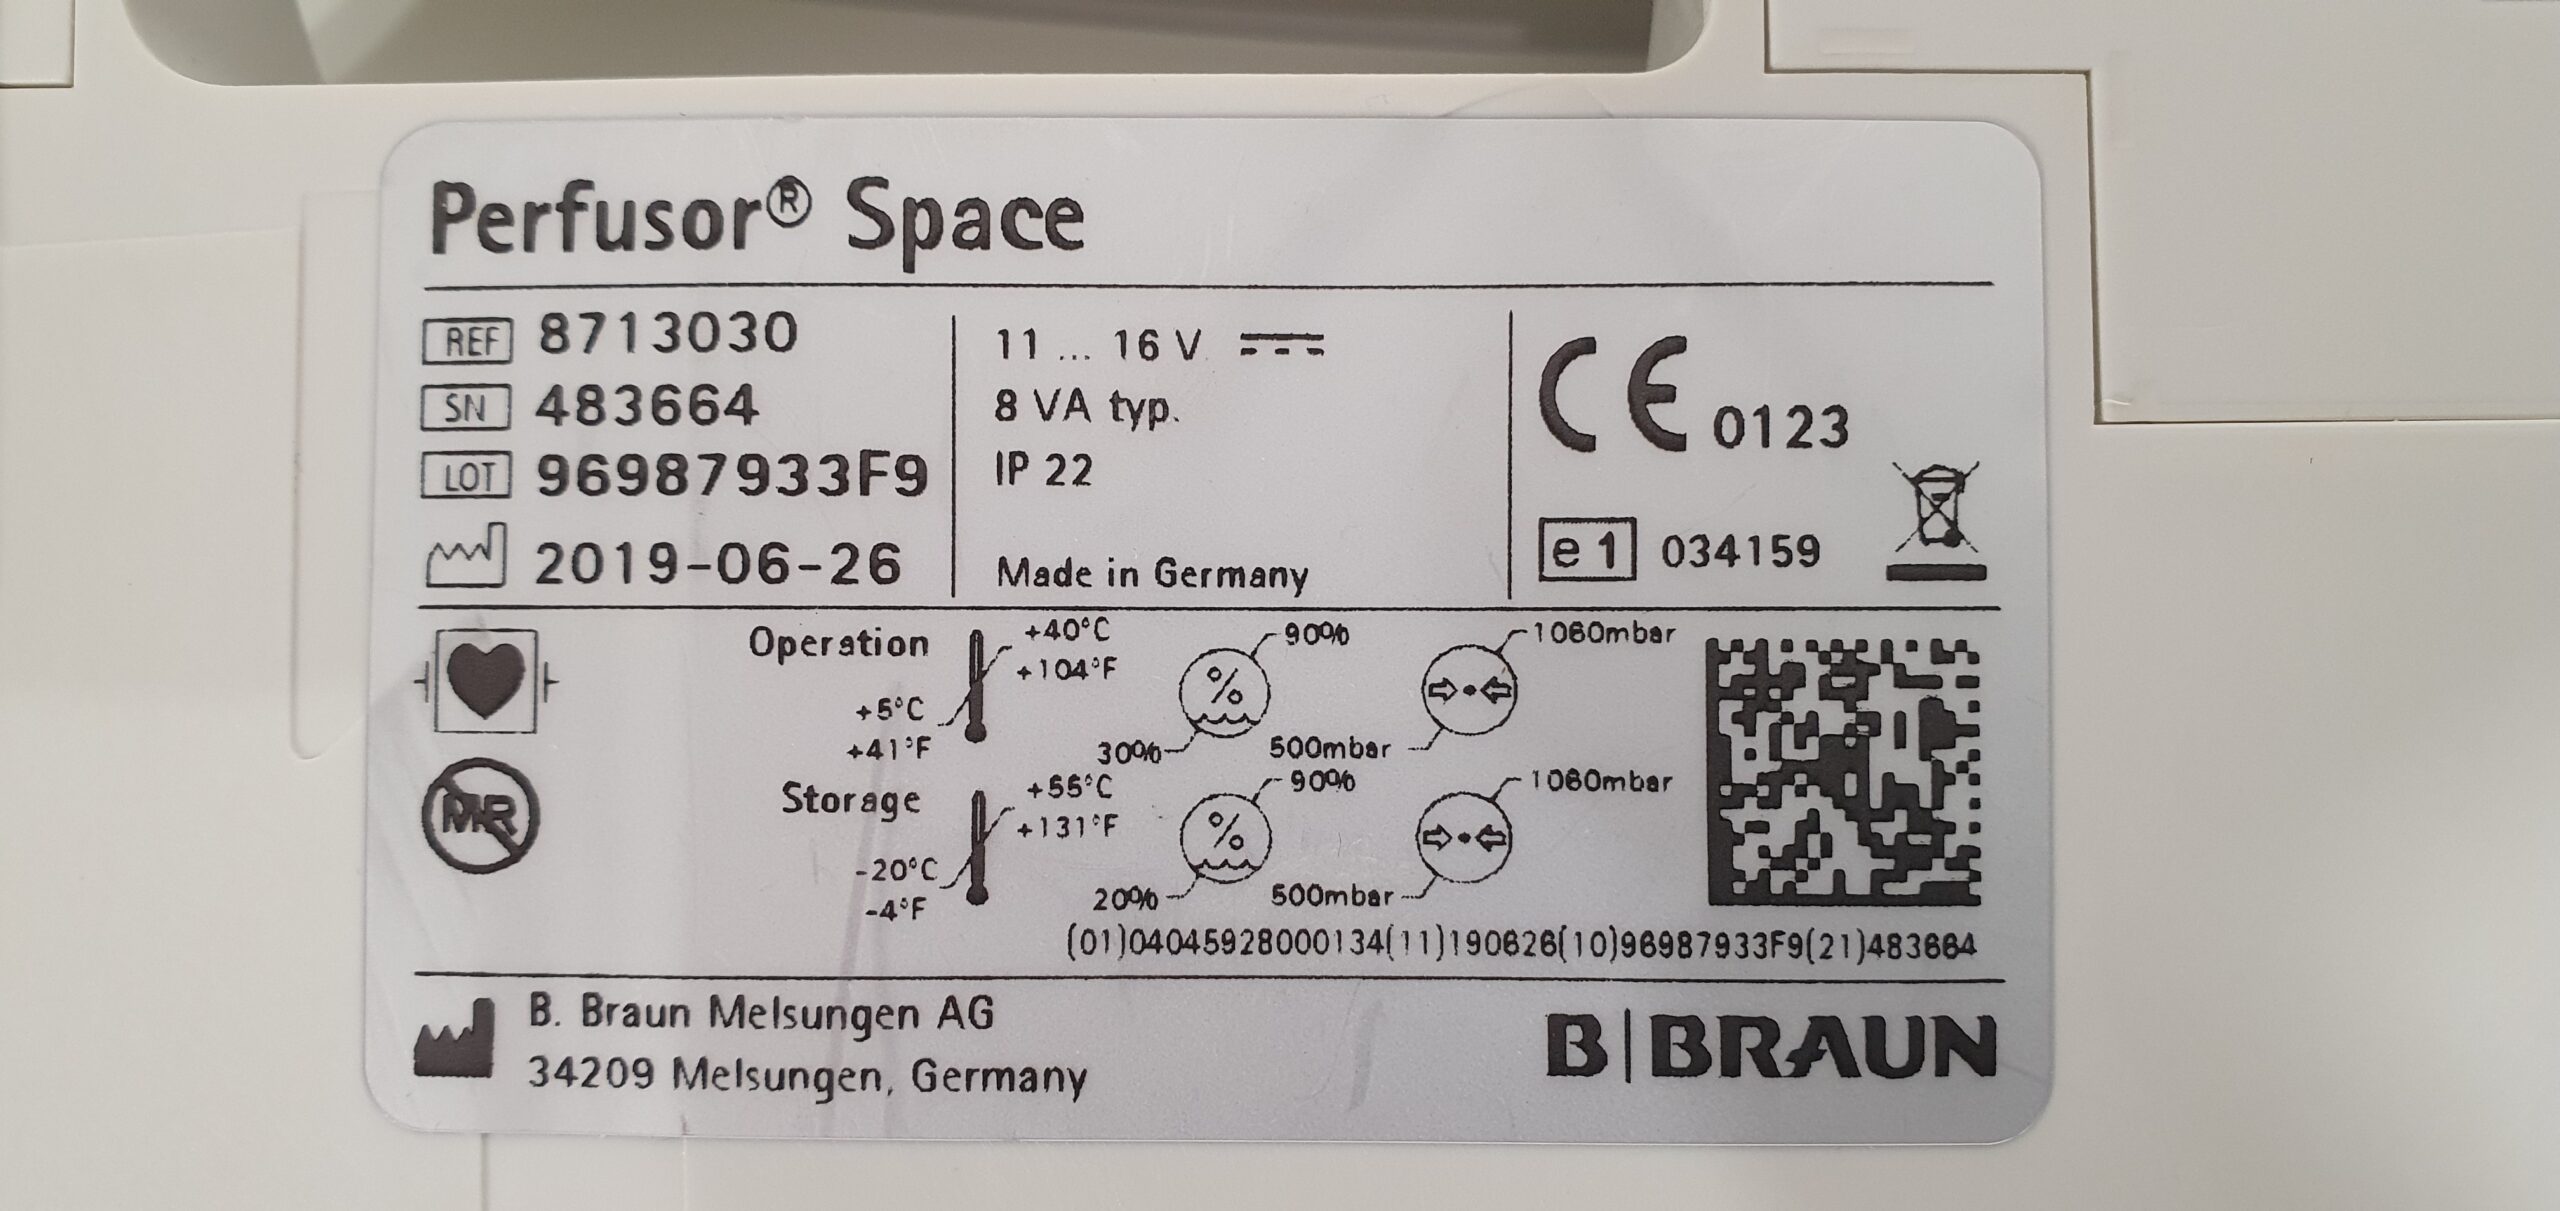 Perfusor® Space
REF 8713030
SN 483664
LOT 96987933F9
2019-06-26
11 ... 16 V
8 VA typ.
IP 22
Made in Germany
CE 0123
e1 034159
MR
Operation
+40°C
+104°F
+5°C
+41°F
90%
30%
1060mbar
500mbar
Storage
+55°C
+131°F
-20°C
-4°F
90%
20%
1060mbar
500mbar
(01)04045928000134(11)190626(10)96987933F9(21)483664
B. Braun Melsungen AG
34209 Melsungen, Germany
B|BRAUN